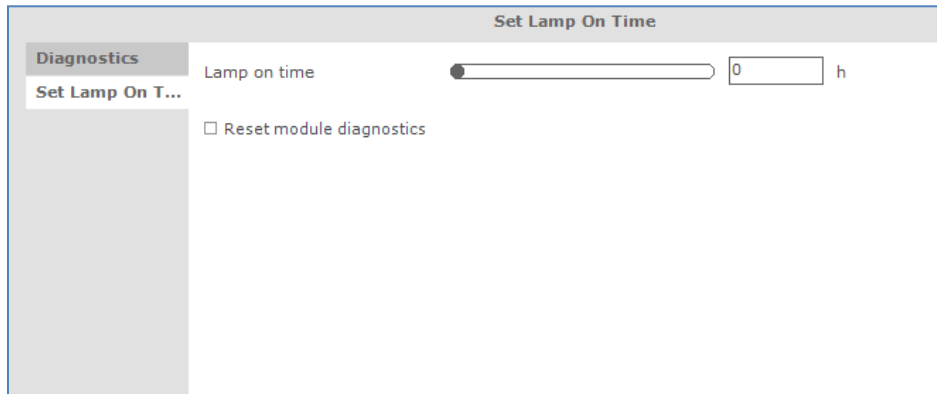 Set Lamp On Time
Diagnostics
Set Lamp On T...
Lamp on time 0 h
Reset module diagnostics